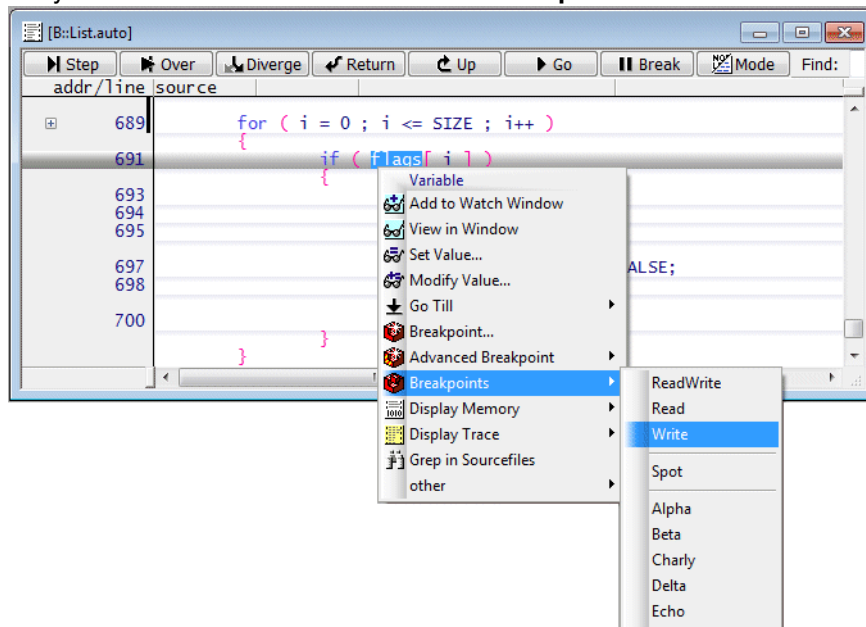 [B::List.auto]
Step Over Diverge Return Up Go Break Mode Find:
addr/line source
689 for ( i = 0 ; i <= SIZE ; i++ )
{
691 if ( flags[ i ] )
{
693
694
695
697 ALSE;
698
700
}
}
Variable
Add to Watch Window
View in Window
Set Value...
Modify Value...
Go Till
Breakpoint...
Advanced Breakpoint
Breakpoints
Display Memory
Display Trace
Grep in Sourcefiles
other
ReadWrite
Read
Write
Spot
Alpha
Beta
Charly
Delta
Echo